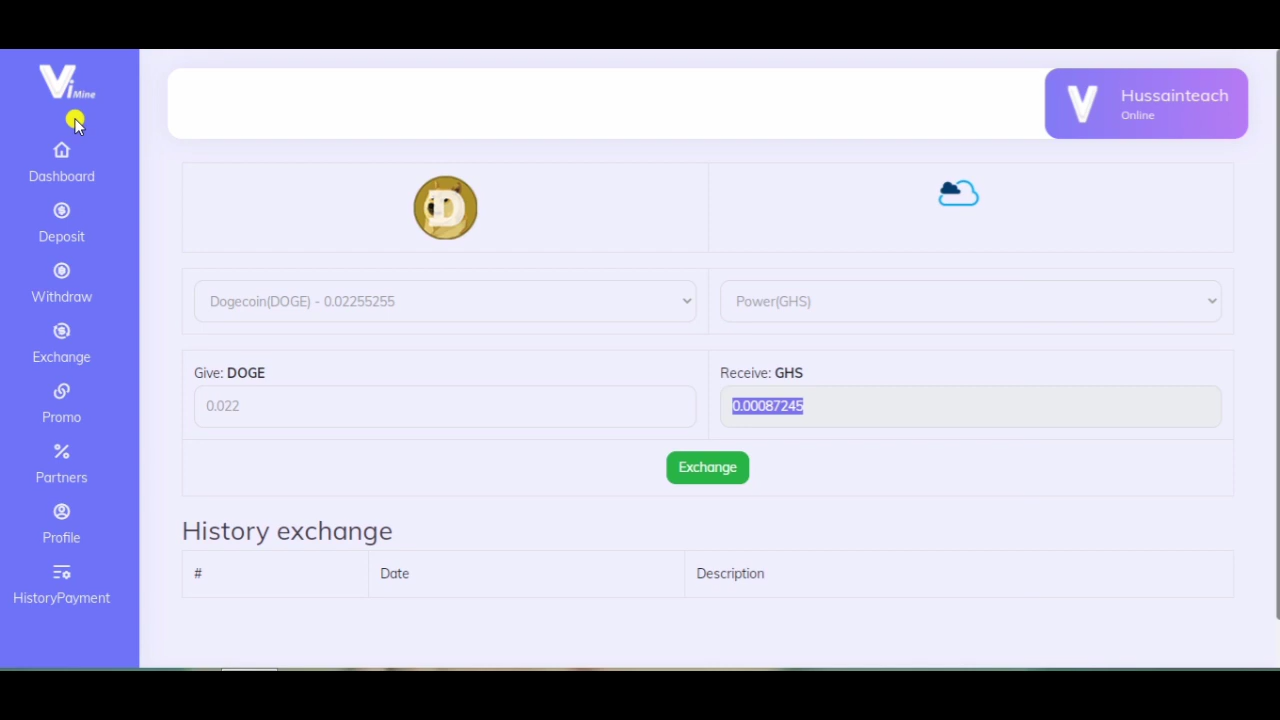 Vi Mine
Hussainteach
Online
Dashboard
Deposit
Withdraw
Exchange
Promo
Partners
Profile
HistoryPayment
Dogecoin(DOGE) - 0.02255255
Power(GHS)
Give: DOGE
Receive: GHS
0.022
0.00087245
Exchange
History exchange
# Date Description